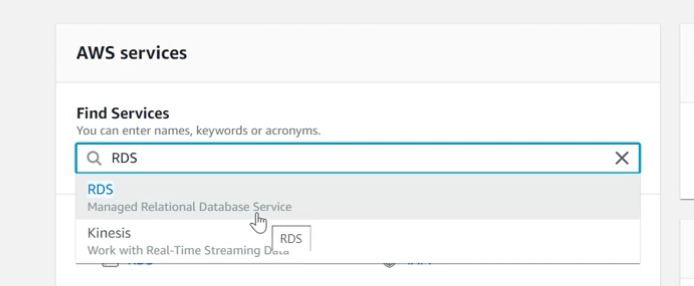 AWS services
Find Services
You can enter names, keywords or acronyms.
RDS
RDS
Managed Relational Database Service
Kinesis
RDS
Work with Real-Time Streaming Data